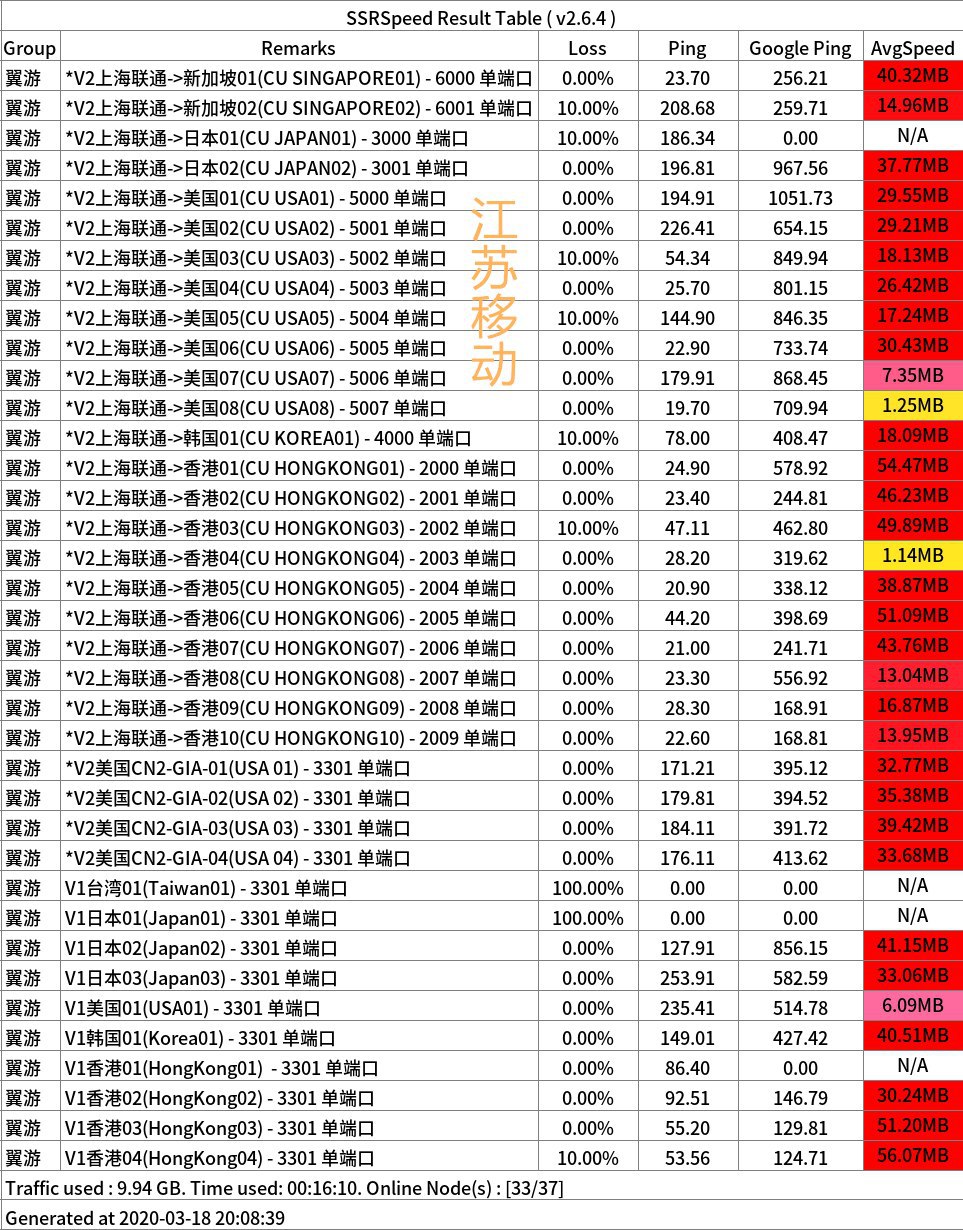 SSRSpeed Result Table ( v2.6.4 )
Group Remarks Loss Ping Google Ping AvgSpeed
翼游 *V2上海联通->新加坡01(CU SINGAPORE01) - 6000 单端口 0.00% 23.70 256.21 40.32MB
翼游 *V2上海联通->新加坡02(CU SINGAPORE02) - 6001 单端口 10.00% 208.68 259.71 14.96MB
翼游 *V2上海联通->日本01(CU JAPAN01) - 3000 单端口 10.00% 186.34 0.00 N/A
翼游 *V2上海联通->日本02(CU JAPAN02) - 3001 单端口 0.00% 196.81 967.56 37.77MB
翼游 *V2上海联通->美国01(CU USA01) - 5000 单端口 0.00% 194.91 1051.73 29.55MB
翼游 *V2上海联通->美国02(CU USA02) - 5001 单端口 0.00% 226.41 654.15 29.21MB
翼游 *V2上海联通->美国03(CU USA03) - 5002 单端口 10.00% 54.34 849.94 18.13MB
翼游 *V2上海联通->美国04(CU USA04) - 5003 单端口 0.00% 25.70 801.15 26.42MB
翼游 *V2上海联通->美国05(CU USA05) - 5004 单端口 10.00% 144.90 846.35 17.24MB
翼游 *V2上海联通->美国06(CU USA06) - 5005 单端口 0.00% 22.90 733.74 30.43MB
翼游 *V2上海联通->美国07(CU USA07) - 5006 单端口 0.00% 179.91 868.45 7.35MB
翼游 *V2上海联通->美国08(CU USA08) - 5007 单端口 0.00% 19.70 709.94 1.25MB
江苏移动
翼游 *V2上海联通->韩国01(CU KOREA01) - 4000 单端口 10.00% 78.00 408.47 18.09MB
翼游 *V2上海联通->香港01(CU HONGKONG01) - 2000 单端口 0.00% 24.90 578.92 54.47MB
翼游 *V2上海联通->香港02(CU HONGKONG02) - 2001 单端口 0.00% 23.40 244.81 46.23MB
翼游 *V2上海联通->香港03(CU HONGKONG03) - 2002 单端口 10.00% 47.11 462.80 49.89MB
翼游 *V2上海联通->香港04(CU HONGKONG04) - 2003 单端口 0.00% 28.20 319.62 1.14MB
翼游 *V2上海联通->香港05(CU HONGKONG05) - 2004 单端口 0.00% 20.90 338.12 38.87MB
翼游 *V2上海联通->香港06(CU HONGKONG06) - 2005 单端口 0.00% 44.20 398.69 51.09MB
翼游 *V2上海联通->香港07(CU HONGKONG07) - 2006 单端口 0.00% 21.00 241.71 43.76MB
翼游 *V2上海联通->香港08(CU HONGKONG08) - 2007 单端口 0.00% 23.30 556.92 13.04MB
翼游 *V2上海联通->香港09(CU HONGKONG09) - 2008 单端口 0.00% 28.30 168.91 16.87MB
翼游 *V2上海联通->香港10(CU HONGKONG10) - 2009 单端口 0.00% 22.60 168.81 13.95MB
翼游 *V2美国CN2-GIA-01(USA 01) - 3301 单端口 0.00% 171.21 395.12 32.77MB
翼游 *V2美国CN2-GIA-02(USA 02) - 3301 单端口 0.00% 179.81 394.52 35.38MB
翼游 *V2美国CN2-GIA-03(USA 03) - 3301 单端口 0.00% 184.11 391.72 39.42MB
翼游 *V2美国CN2-GIA-04(USA 04) - 3301 单端口 0.00% 176.11 413.62 33.68MB
翼游 V1台湾01(Taiwan01) - 3301 单端口 100.00% 0.00 0.00 N/A
翼游 V1日本01(Japan01) - 3301 单端口 100.00% 0.00 0.00 N/A
翼游 V1日本02(Japan02) - 3301 单端口 0.00% 127.91 856.15 41.15MB
翼游 V1日本03(Japan03) - 3301 单端口 0.00% 253.91 582.59 33.06MB
翼游 V1美国01(USA01) - 3301 单端口 0.00% 235.41 514.78 6.09MB
翼游 V1韩国01(Korea01) - 3301 单端口 0.00% 149.01 427.42 40.51MB
翼游 V1香港01(HongKong01) - 3301 单端口 0.00% 86.40 0.00 N/A
翼游 V1香港02(HongKong02) - 3301 单端口 0.00% 92.51 146.79 30.24MB
翼游 V1香港03(HongKong03) - 3301 单端口 0.00% 55.20 129.81 51.20MB
翼游 V1香港04(HongKong04) - 3301 单端口 10.00% 53.56 124.71 56.07MB
Traffic used : 9.94 GB. Time used: 00:16:10. Online Node(s) : [33/37]
Generated at 2020-03-18 20:08:39